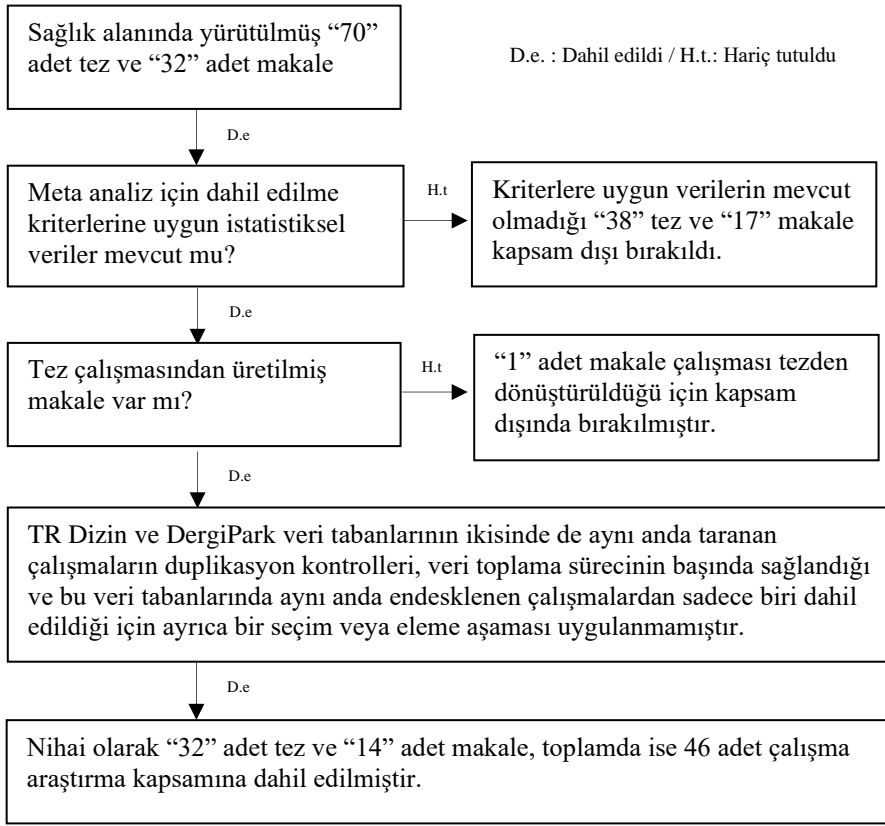 Sağlık alanında yürütülmüş “70”
adet tez ve “32” adet makale
D.e. : Dahil edildi / H.t.: Hariç tutuldu
D.e
Meta analiz için dahil edilme
kriterlerine uygun istatistiksel
veriler mevcut mu?
H.t
Kriterlere uygun verilerin mevcut
olmadığı “38” tez ve “17” makale
kapsam dışı bırakıldı.
D.e
Tez çalışmasından üretilmiş
makale var mı?
H.t
“1” adet makale çalışması tezden
dönüştürüldüğü için kapsam
dışında bırakılmıştır.
D.e
TR Dizin ve DergiPark veri tabanlarının ikisinde de aynı anda taranan
çalışmaların duplikasyon kontrolleri, veri toplama sürecinin başında sağlandığı
ve bu veri tabanlarında aynı anda endesklenen çalışmalardan sadece biri dahil
edildiği için ayrıca bir seçim veya eleme aşaması uygulanmamıştır.
D.e
Nihai olarak “32” adet tez ve “14” adet makale, toplamda ise 46 adet çalışma
araştırma kapsamına dahil edilmiştir.